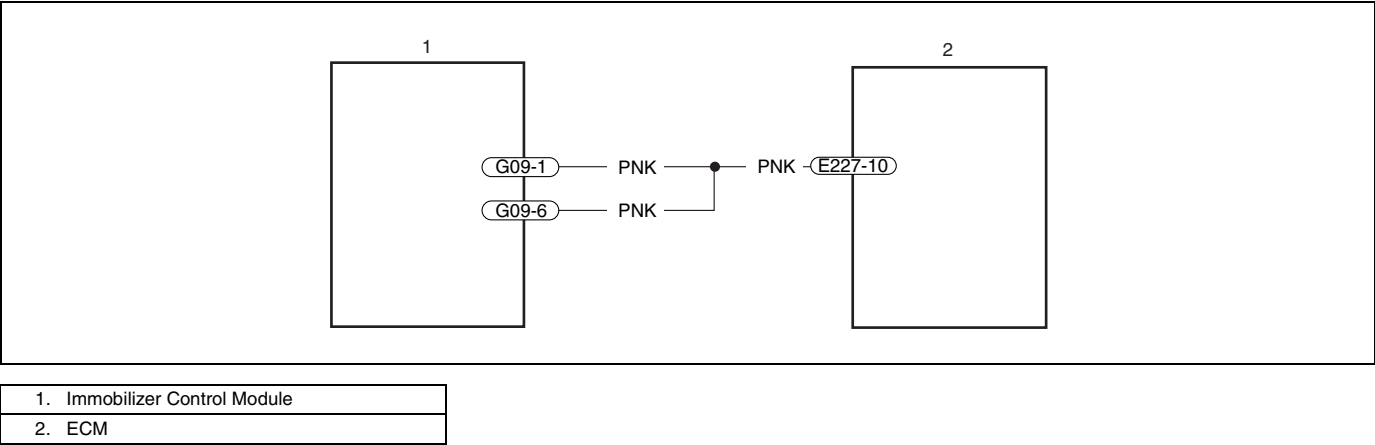 1
2
G09-1 PNK PNK E227-10
G09-6 PNK
1. Immobilizer Control Module
2. ECM